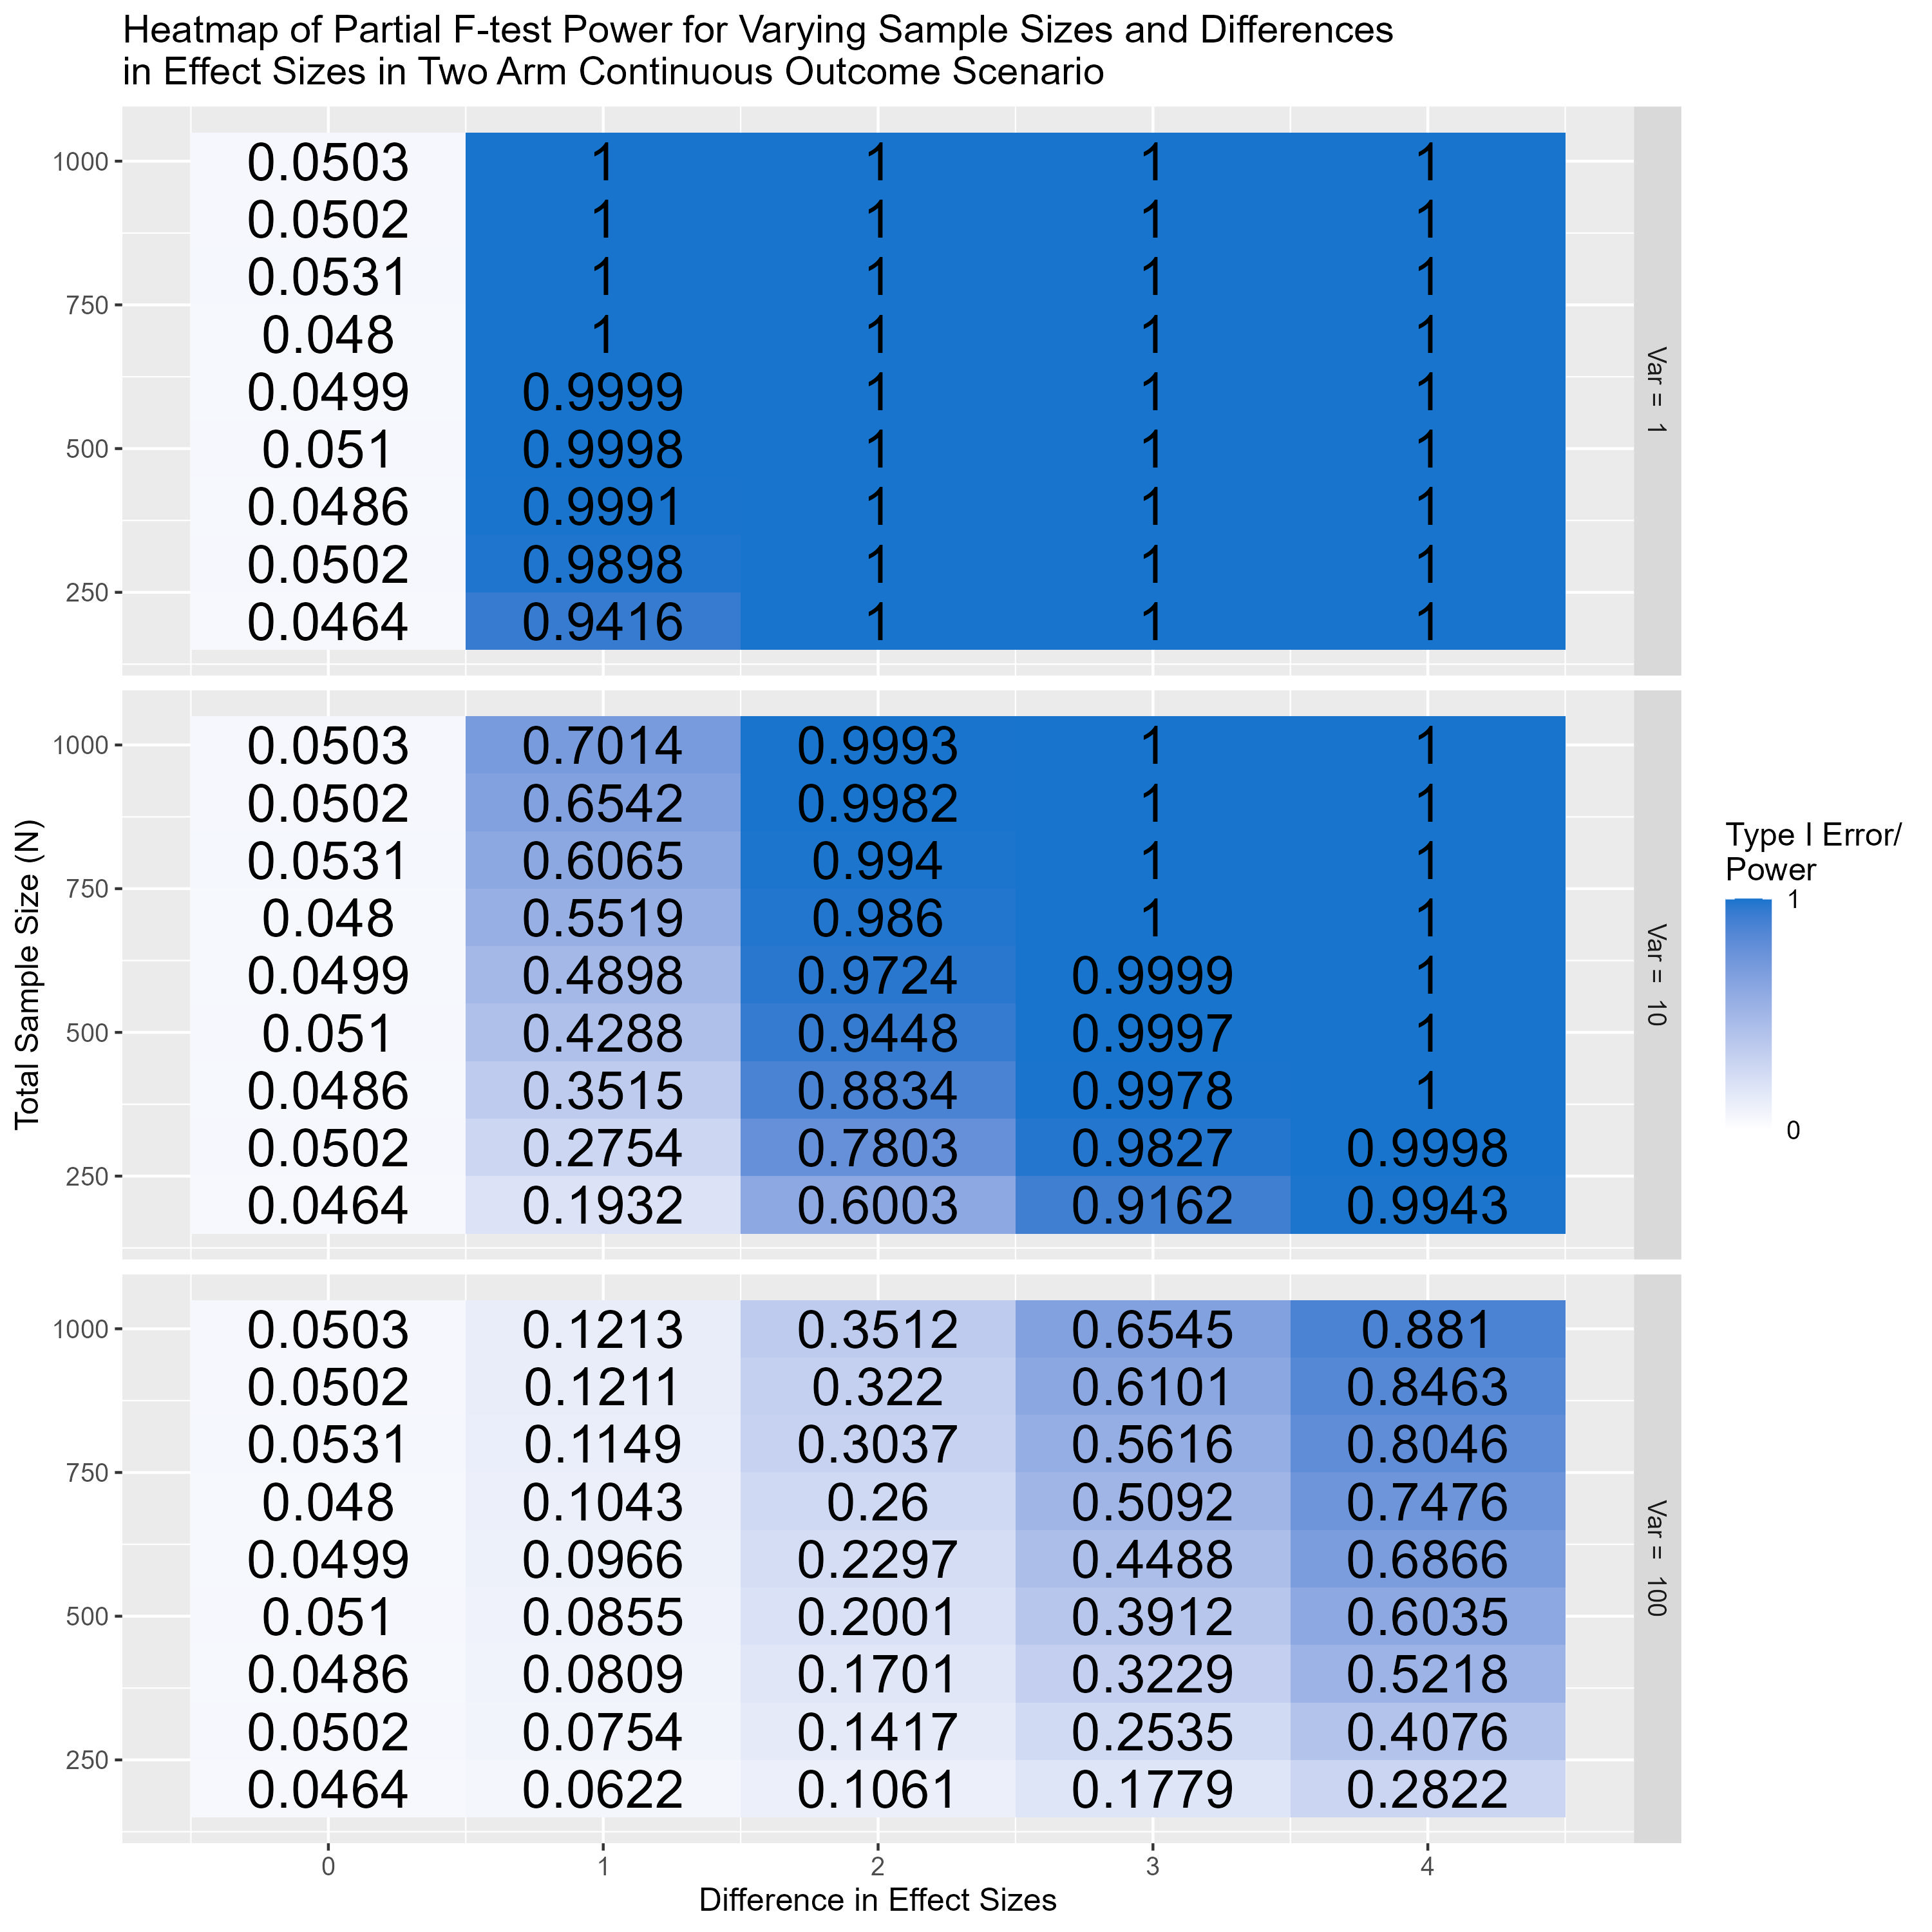 Heatmap of Partial F-test Power for Varying Sample Sizes and Differences
in Effect Sizes in Two Arm Continuous Outcome Scenario
Total Sample Size (N)
1000 0.0503 1 1 1 1
0.0502 1 1 1 1
0.0531 1 1 1 1
750
0.048 1 1 1 1
0.0499 0.9999 1 1 1
500 0.051 0.9998 1 1 1
0.0486 0.9991 1 1 1
0.0502 0.9898 1 1 1
250
0.0464 0.9416 1 1 1
Var = 1
1000 0.0503 0.7014 0.9993 1 1
0.0502 0.6542 0.9982 1 1
0.0531 0.6065 0.994 1 1
750
0.048 0.5519 0.986 1 1
0.0499 0.4898 0.9724 0.9999 1
500 0.051 0.4288 0.9448 0.9997 1
0.0486 0.3515 0.8834 0.9978 1
0.0502 0.2754 0.7803 0.9827 0.9998
250
0.0464 0.1932 0.6003 0.9162 0.9943
Var = 10
1000 0.0503 0.1213 0.3512 0.6545 0.881
0.0502 0.1211 0.322 0.6101 0.8463
0.0531 0.1149 0.3037 0.5616 0.8046
750
0.048 0.1043 0.26 0.5092 0.7476
0.0499 0.0966 0.2297 0.4488 0.6866
500 0.051 0.0855 0.2001 0.3912 0.6035
0.0486 0.0809 0.1701 0.3229 0.5218
0.0502 0.0754 0.1417 0.2535 0.4076
250
0.0464 0.0622 0.1061 0.1779 0.2822
Var = 100
0 1 2 3 4
Difference in Effect Sizes
Type I Error/
Power
1
0